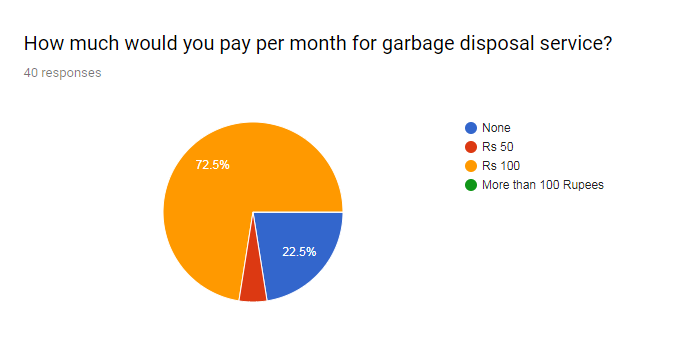 How much would you pay per month for garbage disposal service?
40 responses
72.5%
22.5%
None
Rs 50
Rs 100
More than 100 Rupees